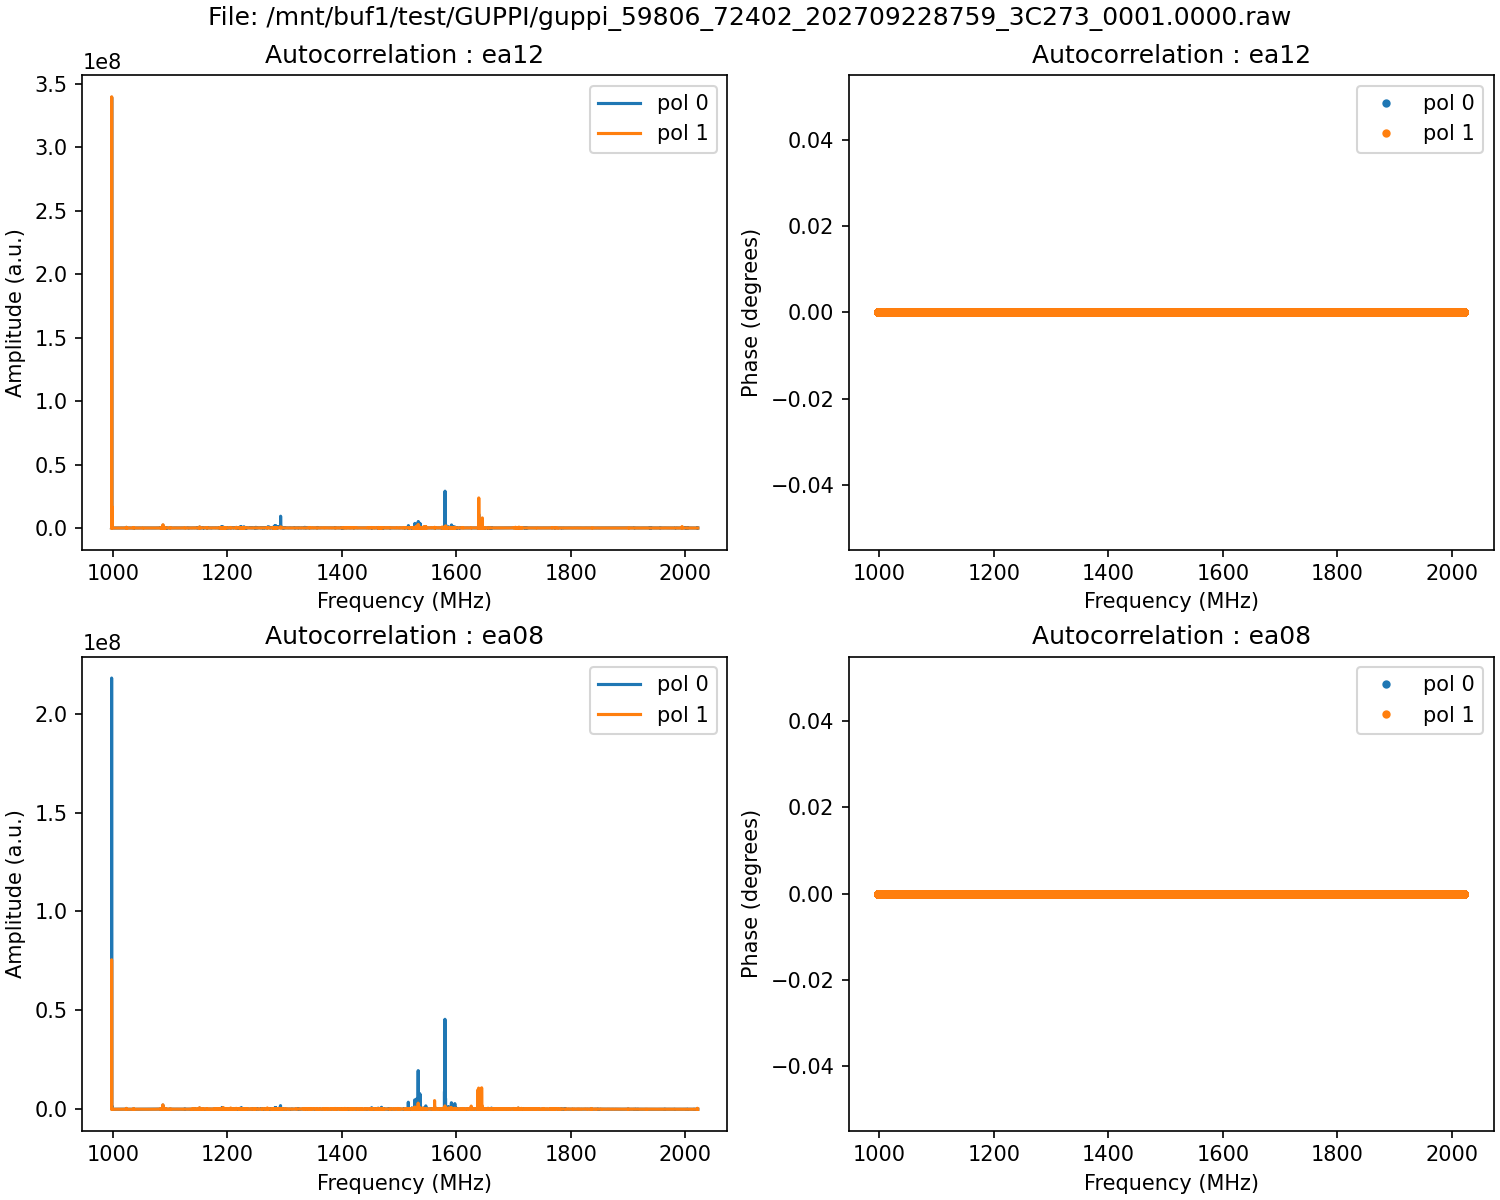 File: /mnt/buf1/test/GUPPI/guppi_59806_72402_202709228759_3C273_0001.0000.raw
Autocorrelation : ea12
1e8
Amplitude (a.u.)
3.5
3.0
2.5
2.0
1.5
1.0
0.5
0.0
pol 0
pol 1
1000 1200 1400 1600 1800 2000
Frequency (MHz)
Autocorrelation : ea12
Phase (degrees)
0.04
0.02
0.00
−0.02
−0.04
pol 0
pol 1
1000 1200 1400 1600 1800 2000
Frequency (MHz)
Autocorrelation : ea08
1e8
Amplitude (a.u.)
2.0
1.5
1.0
0.5
0.0
pol 0
pol 1
1000 1200 1400 1600 1800 2000
Frequency (MHz)
Autocorrelation : ea08
Phase (degrees)
0.04
0.02
0.00
−0.02
−0.04
pol 0
pol 1
1000 1200 1400 1600 1800 2000
Frequency (MHz)